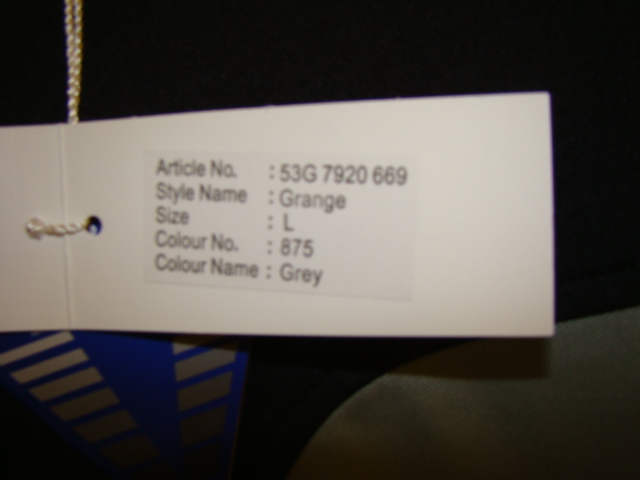 Article No. : 53G 7920 669
Style Name : Grange
Size : L
Colour No. : 875
Colour Name : Grey